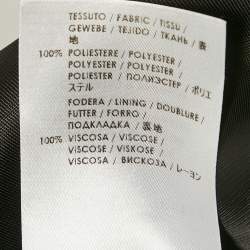 TESSUTO / FABRIC / TISSU /
GEWEBE / TEJIDO / ТКАНЬ / 表
地
100% POLIESTERE / POLYESTER /
POLYESTER / POLYESTER /
POLIESTER / ПОЛИЭСТЕР / ポリエ
ステル
FODERA / LINING / DOUBLURE /
FUTTER / FORRO /
ПОДКЛАДКА / 裏地
100% VISCOSA / VISCOSE /
VISCOSE / VISKOSE /
VISCOSA / ВИСКОЗА / レーヨン